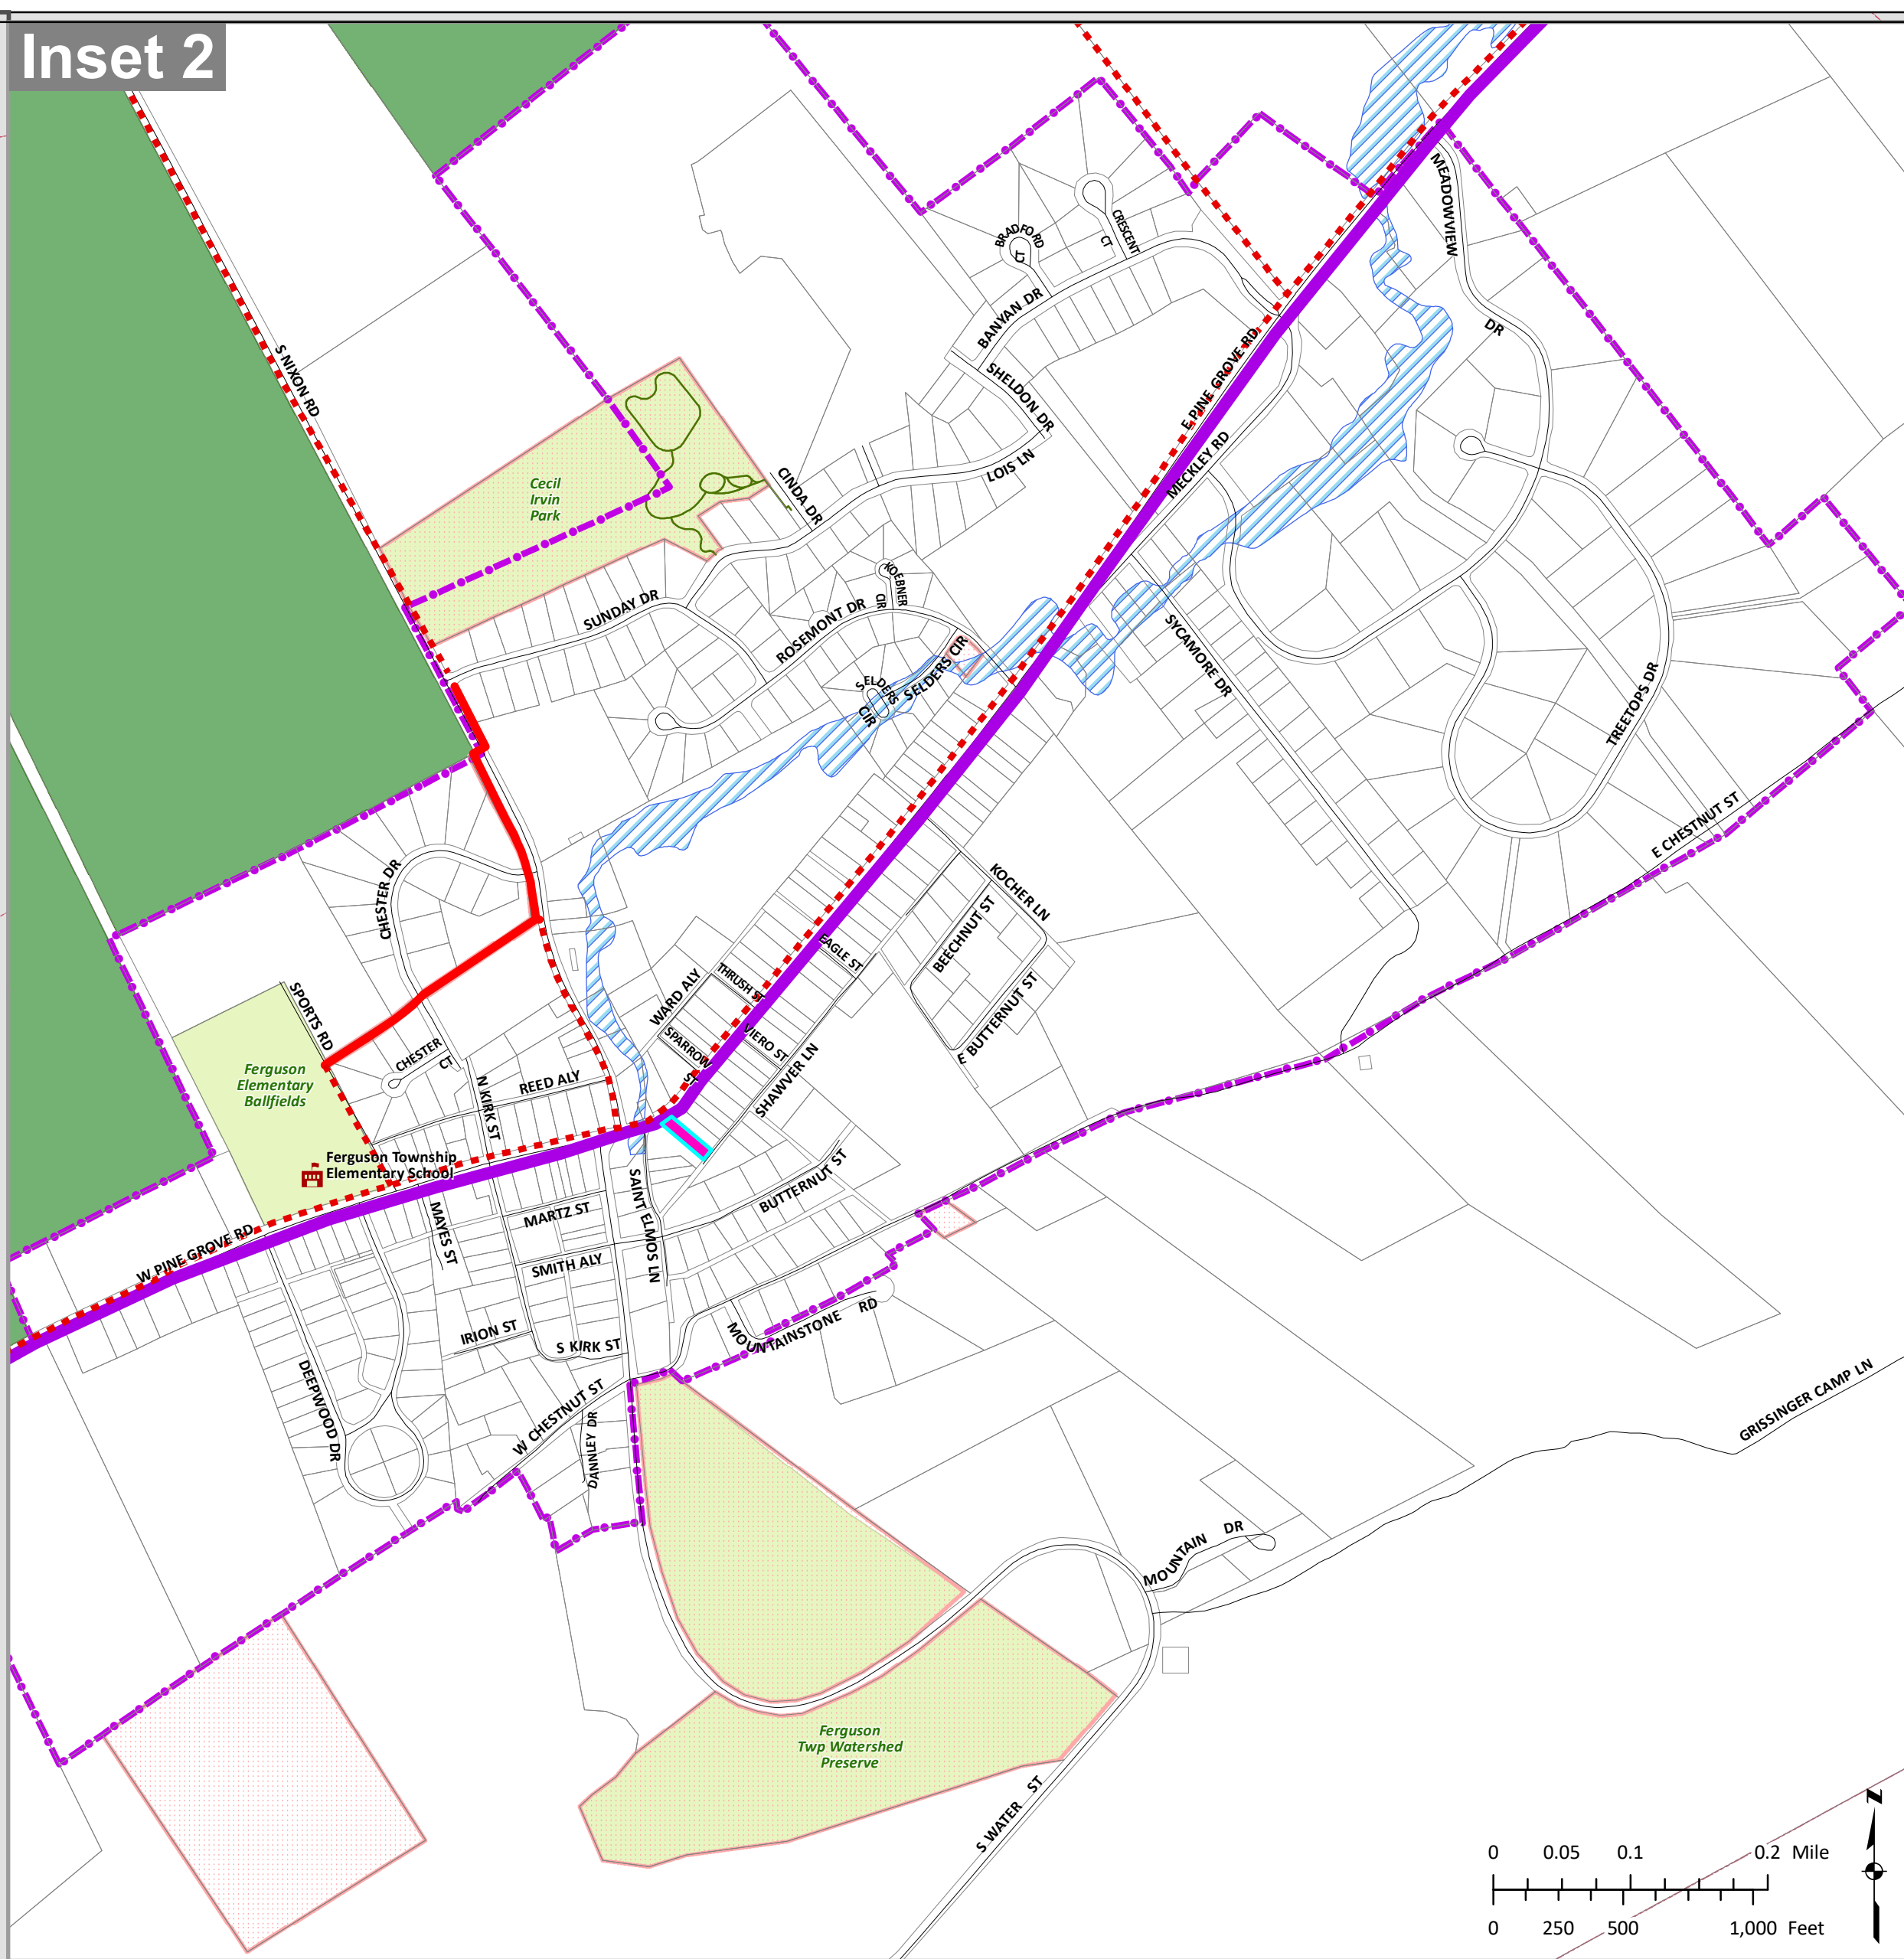 Inset 2
MEADOWVIEW
DR
BRADFORD
CT
CRESCENT
CT
BANYAN DR
SHELDON DR
LOIS LN
E PINE GROVE RD
MECKLEY RD
S NIXON RD
Cecil
Irvin
Park
CINDA DR
SUNDAY DR
ROSEMONT DR
KOEBNER
CIR
SELDERS CIR
SELDERS
CIR
SYCAMORE DR
TREETOPS DR
E CHESTNUT ST
CHESTER DR
KOCHER LN
BEECHNUT ST
E BUTTERNUT ST
EAGLE ST
THRUSH ST
WARD ALY
SPARROW
ST
VIERO ST
SHAWVER LN
SPORTS RD
CHESTER
CT
Ferguson
Elementary
Ballfields
REED ALY
N KIRK ST
Ferguson Township
Elementary School
W PINE GROVE RD
MAYES ST
MARTZ ST
SMITH ALY
SAINT ELMOS LN
BUTTERNUT ST
IRION ST
S KIRK ST
MOUNTAINSTONE RD
DEEPWOOD DR
W CHESTNUT ST
DANNLEY DR
GRISSINGER CAMP LN
MOUNTAIN DR
Ferguson
Twp Watershed
Preserve
S WATER ST
N
0 0.05 0.1 0.2 Mile
0 250 500 1,000 Feet